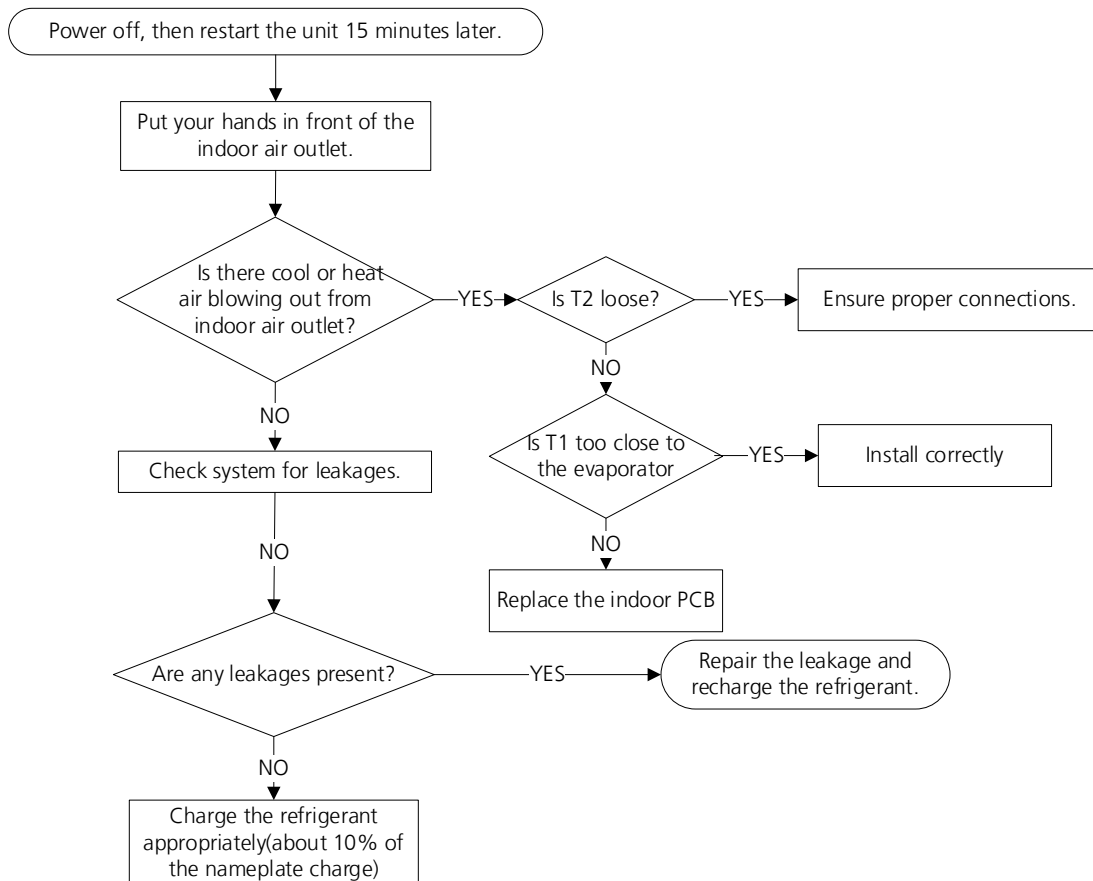 Power off, then restart the unit 15 minutes later.
Put your hands in front of the
indoor air outlet.
Is there cool or heat
air blowing out from
indoor air outlet?
YES
Is T2 loose?
YES
Ensure proper connections.
NO
NO
Is T1 too close to
the evaporator
YES
Install correctly
Check system for leakages.
NO
NO
Replace the indoor PCB
Are any leakages present?
YES
Repair the leakage and
recharge the refrigerant.
NO
Charge the refrigerant
appropriately(about 10% of
the nameplate charge)